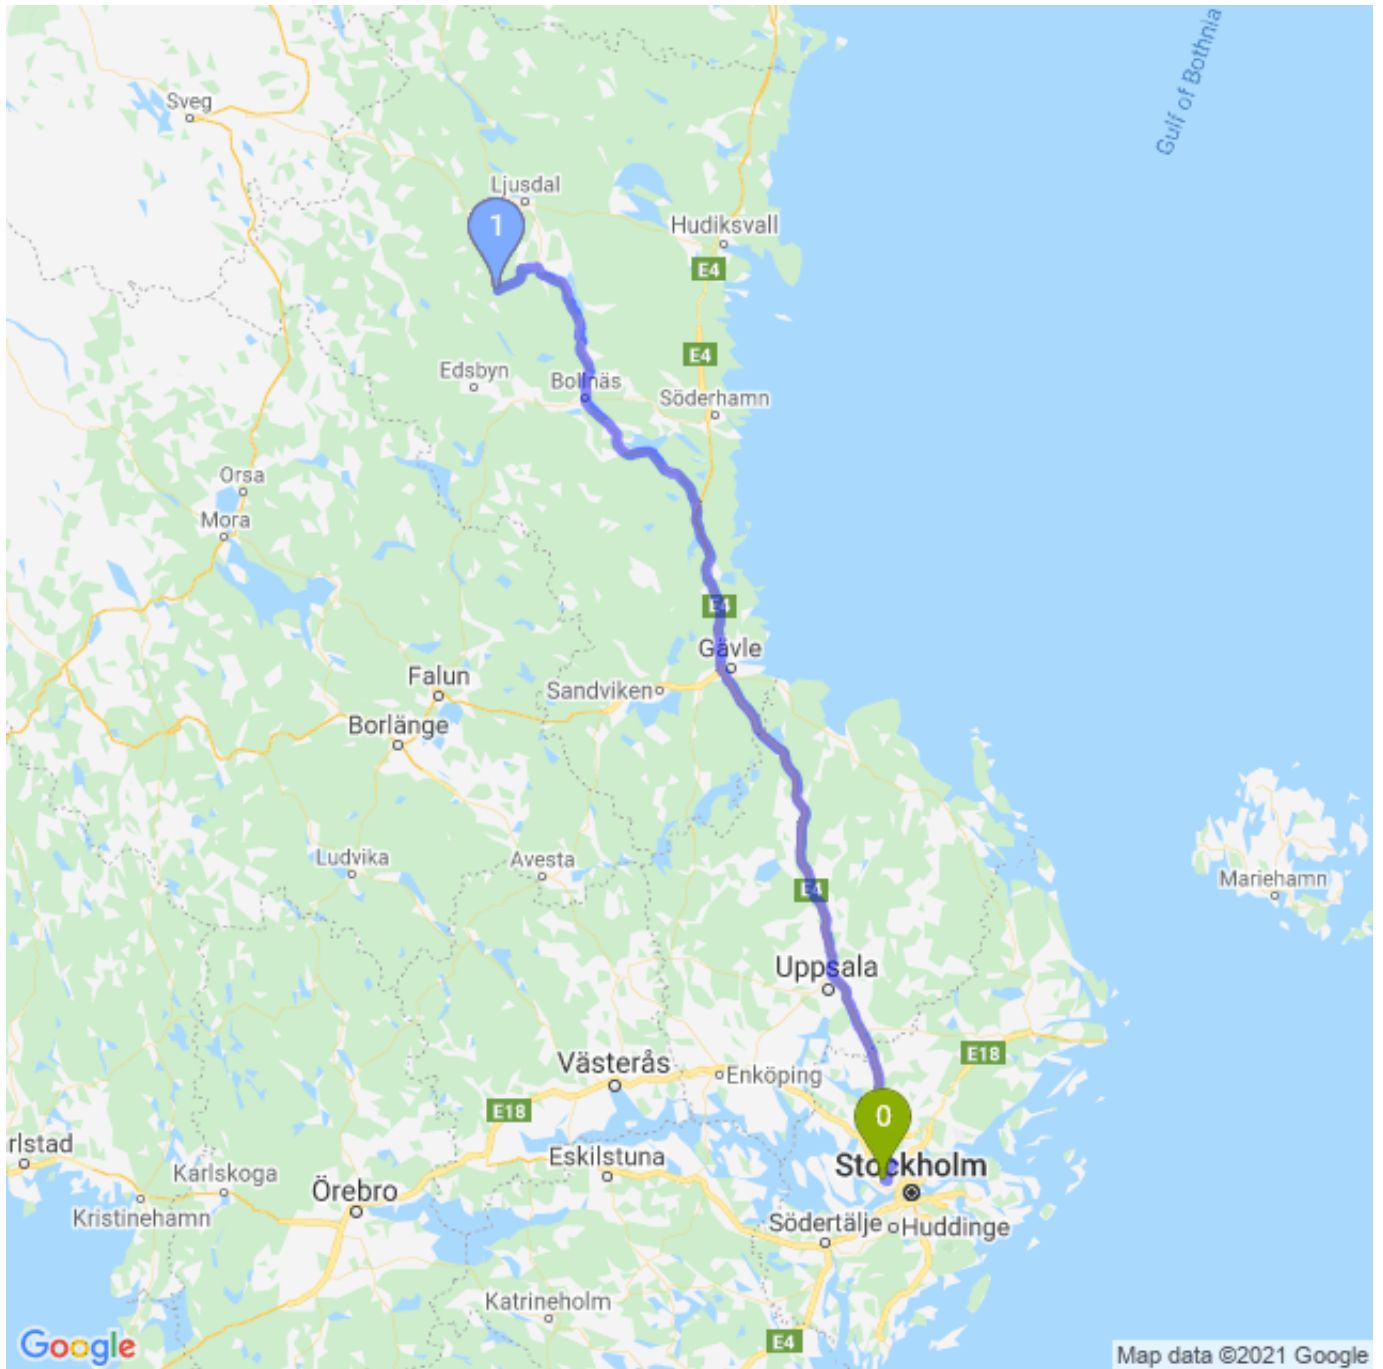 Gulf of Bothnia
Sveg
Ljusdal
1
Hudiksvall
E4
E4
Edsbyn
Bollnäs
Söderhamn
Orsa
Mora
E4
Gävle
Falun
Sandviken
Borlänge
Ludvika
Avesta
Mariehamn
E4
Uppsala
E18
Västerås
Enköping
E18
0
rlstad
Karlskoga
Eskilstuna
Stockholm
Örebro
Kristinehamn
Södertälje
Huddinge
Katrineholm
E4
Google
Map data ©2021 Google